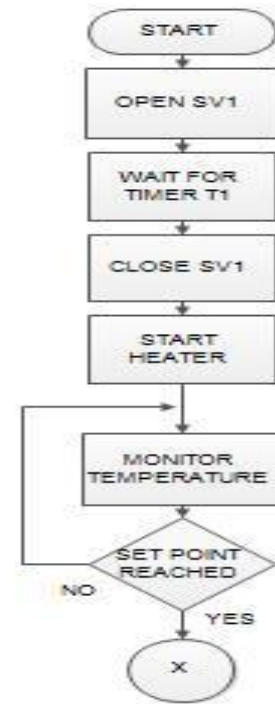 START
OPEN SV1
WAIT FOR
TIMER T1
CLOSE SV1
START
HEATER
MONITOR
TEMPERATURE
SET POINT
REACHED
NO
YES
X